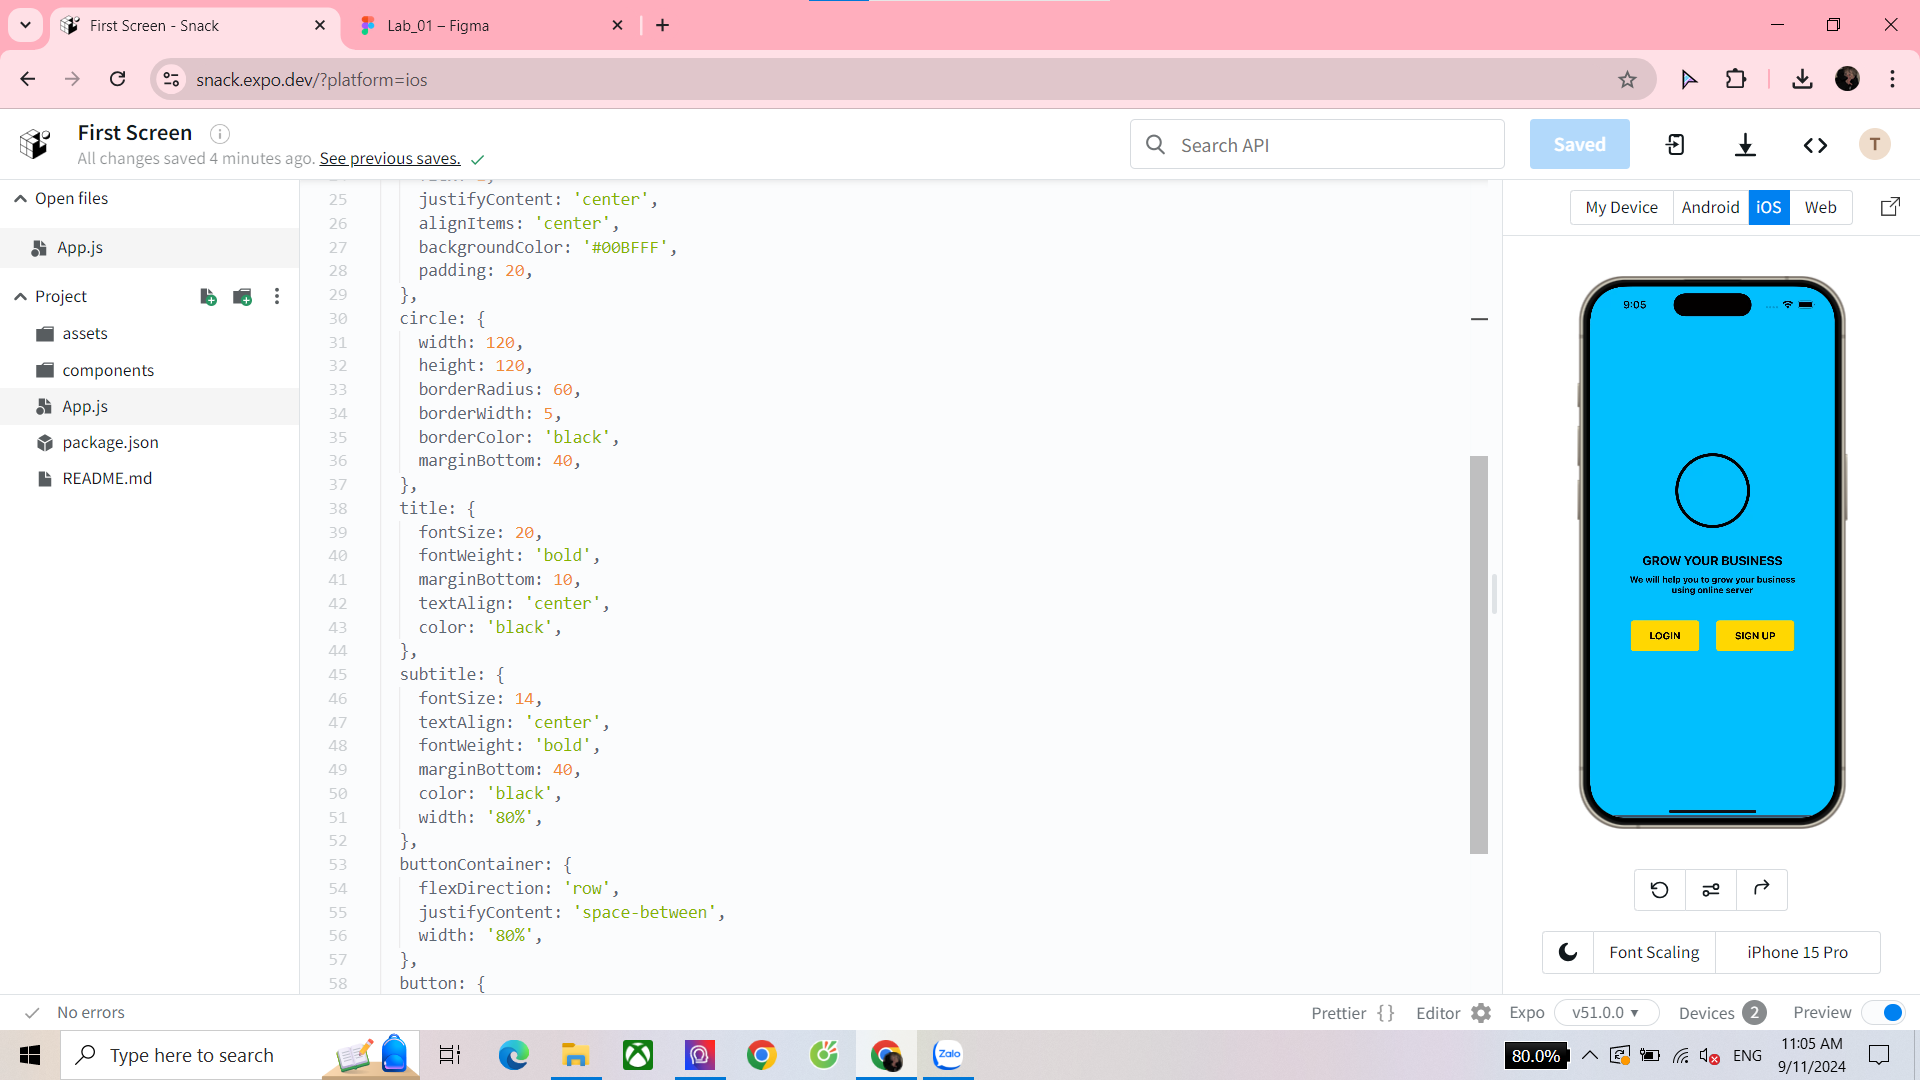 First Screen - Snack
Lab_01 – Figma
snack.expo.dev/?platform=ios
First Screen
All changes saved 4 minutes ago. See previous saves.
Search API
Saved
T
Open files
App.js
Project
assets
components
App.js
package.json
README.md
25 justifyContent: 'center',
26 alignItems: 'center',
27 backgroundColor: '#00BFFF',
28 padding: 20,
29 },
30 circle: {
31 width: 120,
32 height: 120,
33 borderRadius: 60,
34 borderWidth: 5,
35 borderColor: 'black',
36 marginBottom: 40,
37 },
38 title: {
39 fontSize: 20,
40 fontWeight: 'bold',
41 marginBottom: 10,
42 textAlign: 'center',
43 color: 'black',
44 },
45 subtitle: {
46 fontSize: 14,
47 textAlign: 'center',
48 fontWeight: 'bold',
49 marginBottom: 40,
50 color: 'black',
51 width: '80%',
52 },
53 buttonContainer: {
54 flexDirection: 'row',
55 justifyContent: 'space-between',
56 width: '80%',
57 },
58 button: {
My Device Android iOS Web
9:05
GROW YOUR BUSINESS
We will help you to grow your business
using online server
LOGIN SIGN UP
Font Scaling iPhone 15 Pro
No errors
Prettier {} Editor Expo v51.0.0 Devices 2 Preview
Type here to search
Zalo
80.0%
ENG
11:05 AM
9/11/2024